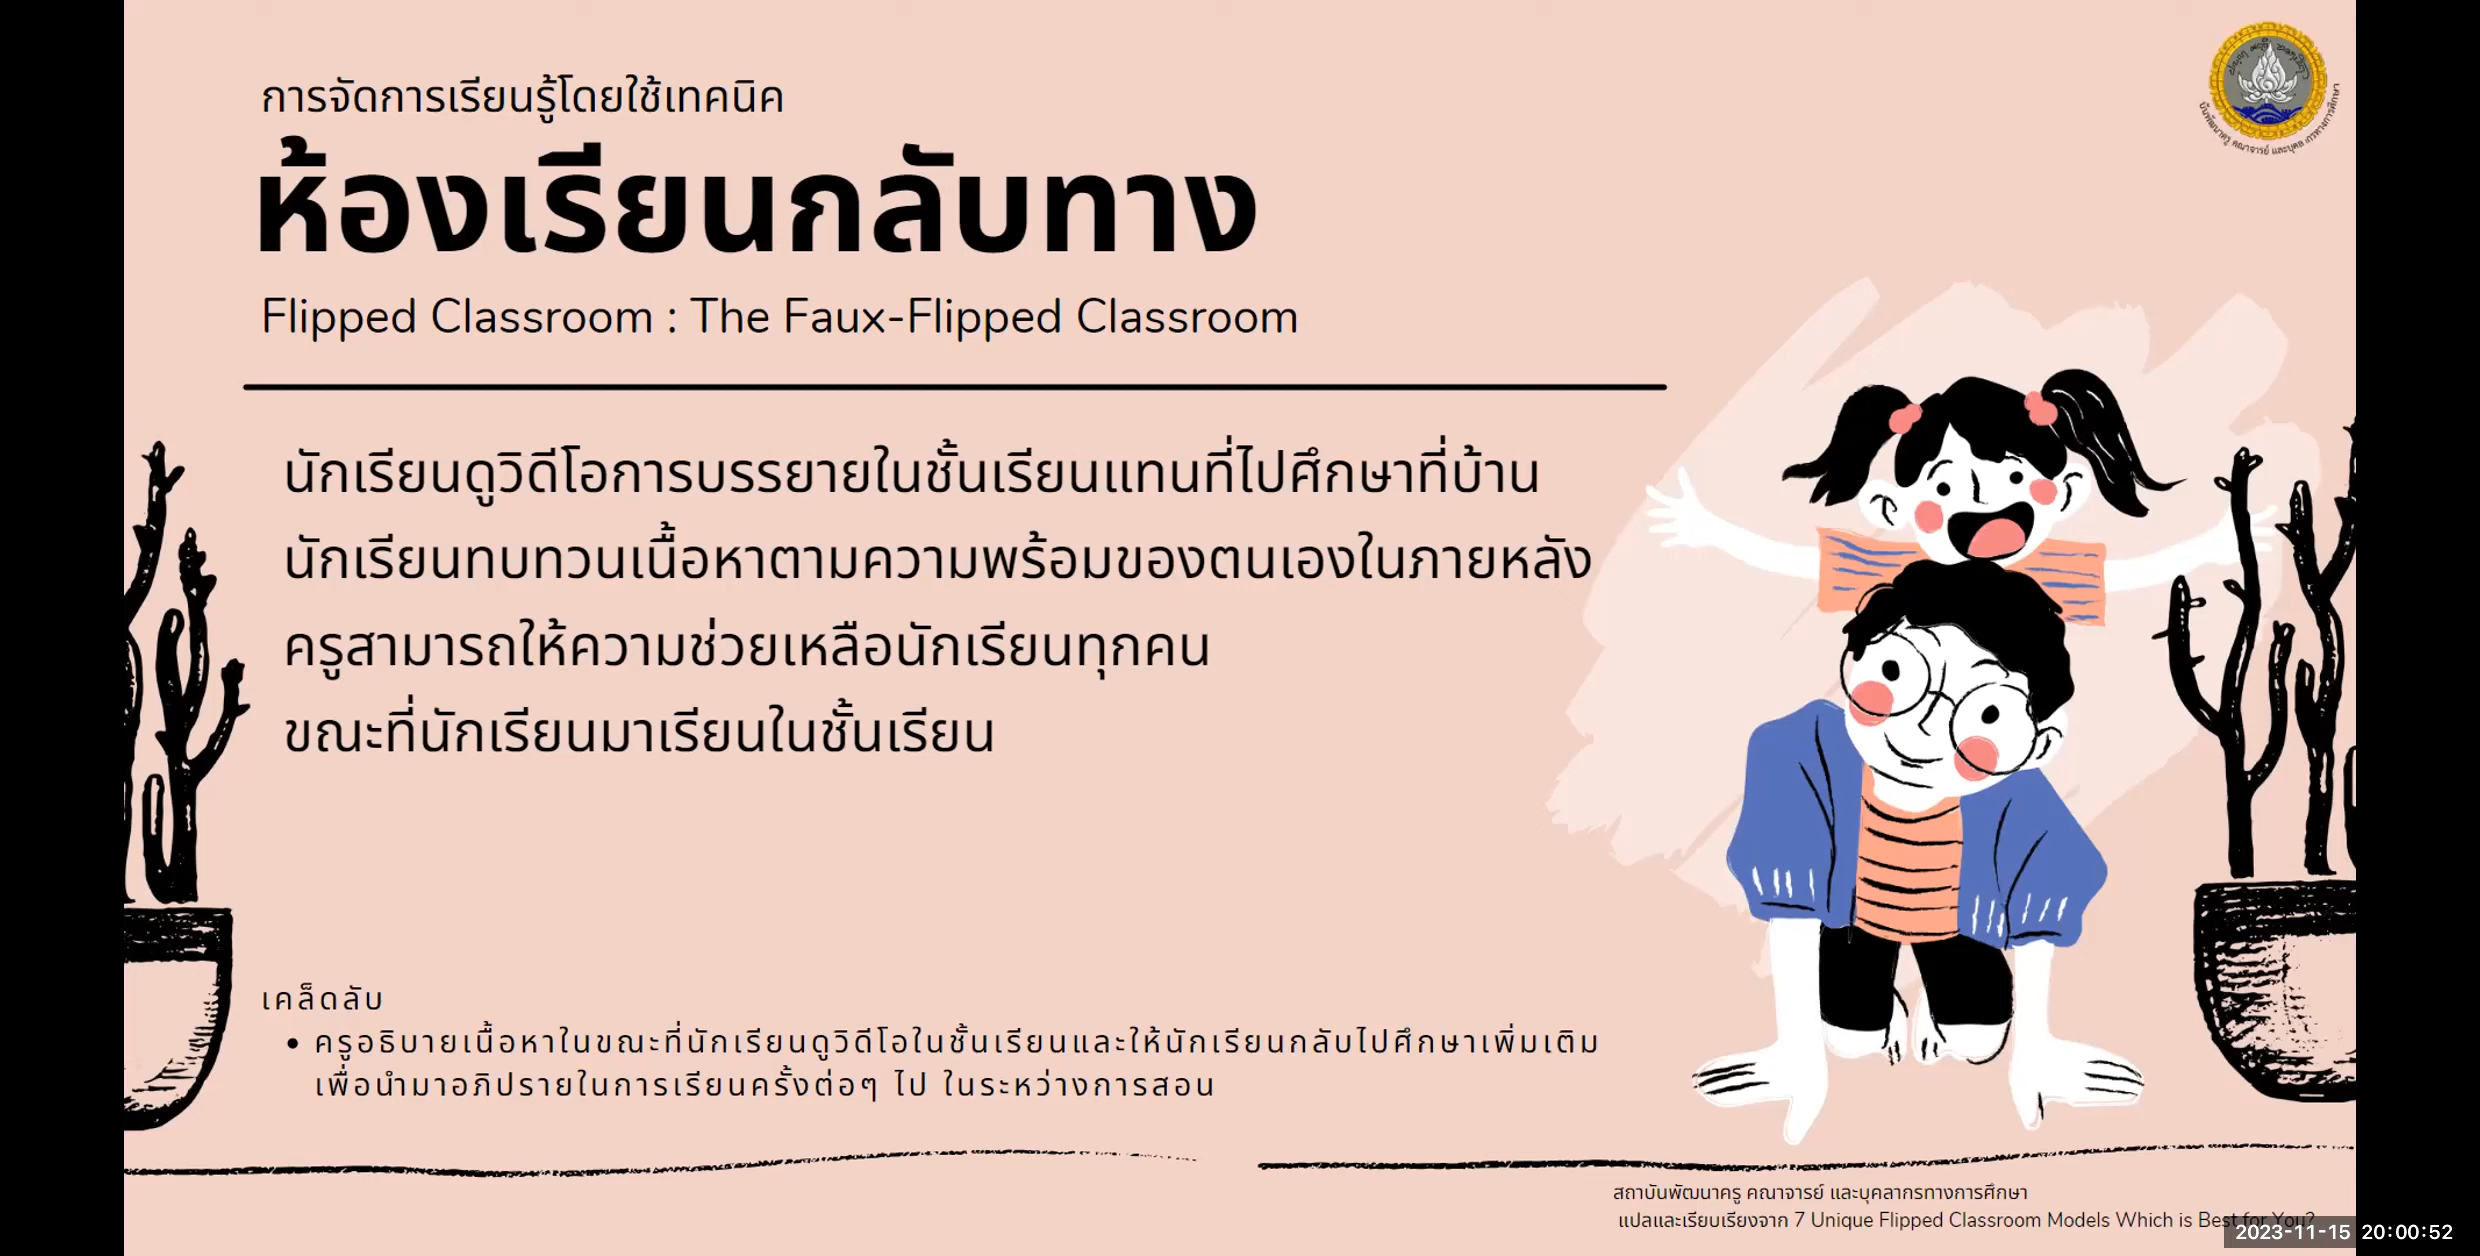 การจัดการเรียนรู้โดยใช้เทคนิค
ห้องเรียนกลับทาง
Flipped Classroom : The Faux-Flipped Classroom
นักเรียนดูวิดีโอการบรรยายในชั้นเรียนแทนที่ไปศึกษาที่บ้าน
นักเรียนทบทวนเนื้อหาตามความพร้อมของตนเองในภายหลัง
ครูสามารถให้ความช่วยเหลือนักเรียนทุกคน
ขณะที่นักเรียนมาเรียนในชั้นเรียน
เคล็ดลับ
• ครูอธิบายเนื้อหาในขณะที่นักเรียนดูวิดีโอในชั้นเรียนและให้นักเรียนกลับไปศึกษาเพิ่มเติม
เพื่อนำมาอภิปรายในการเรียนครั้งต่อๆ ไป ในระหว่างการสอน
สถาบันพัฒนาครู คณาจารย์ และบุคลากรทางการศึกษา
แปลและเรียบเรียงจาก 7 Unique Flipped Classroom Models Which is Best for You?
2023-11-15 20:00:52